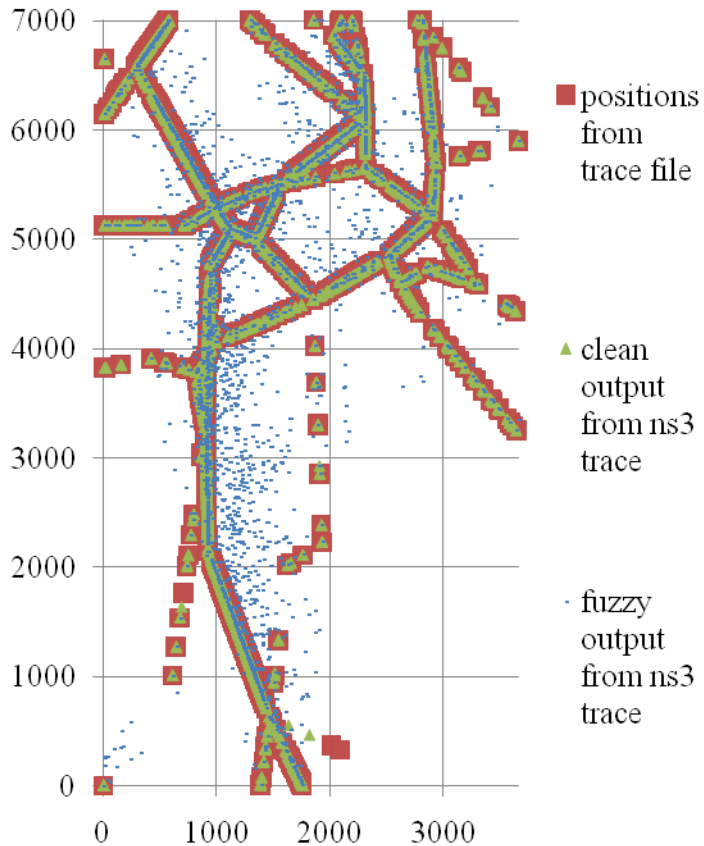 7000
6000
5000
4000
3000
2000
1000
0
0
1000
2000
3000
positions
from
trace file
clean
output
from ns3
trace
fuzzy
output
from ns3
trace